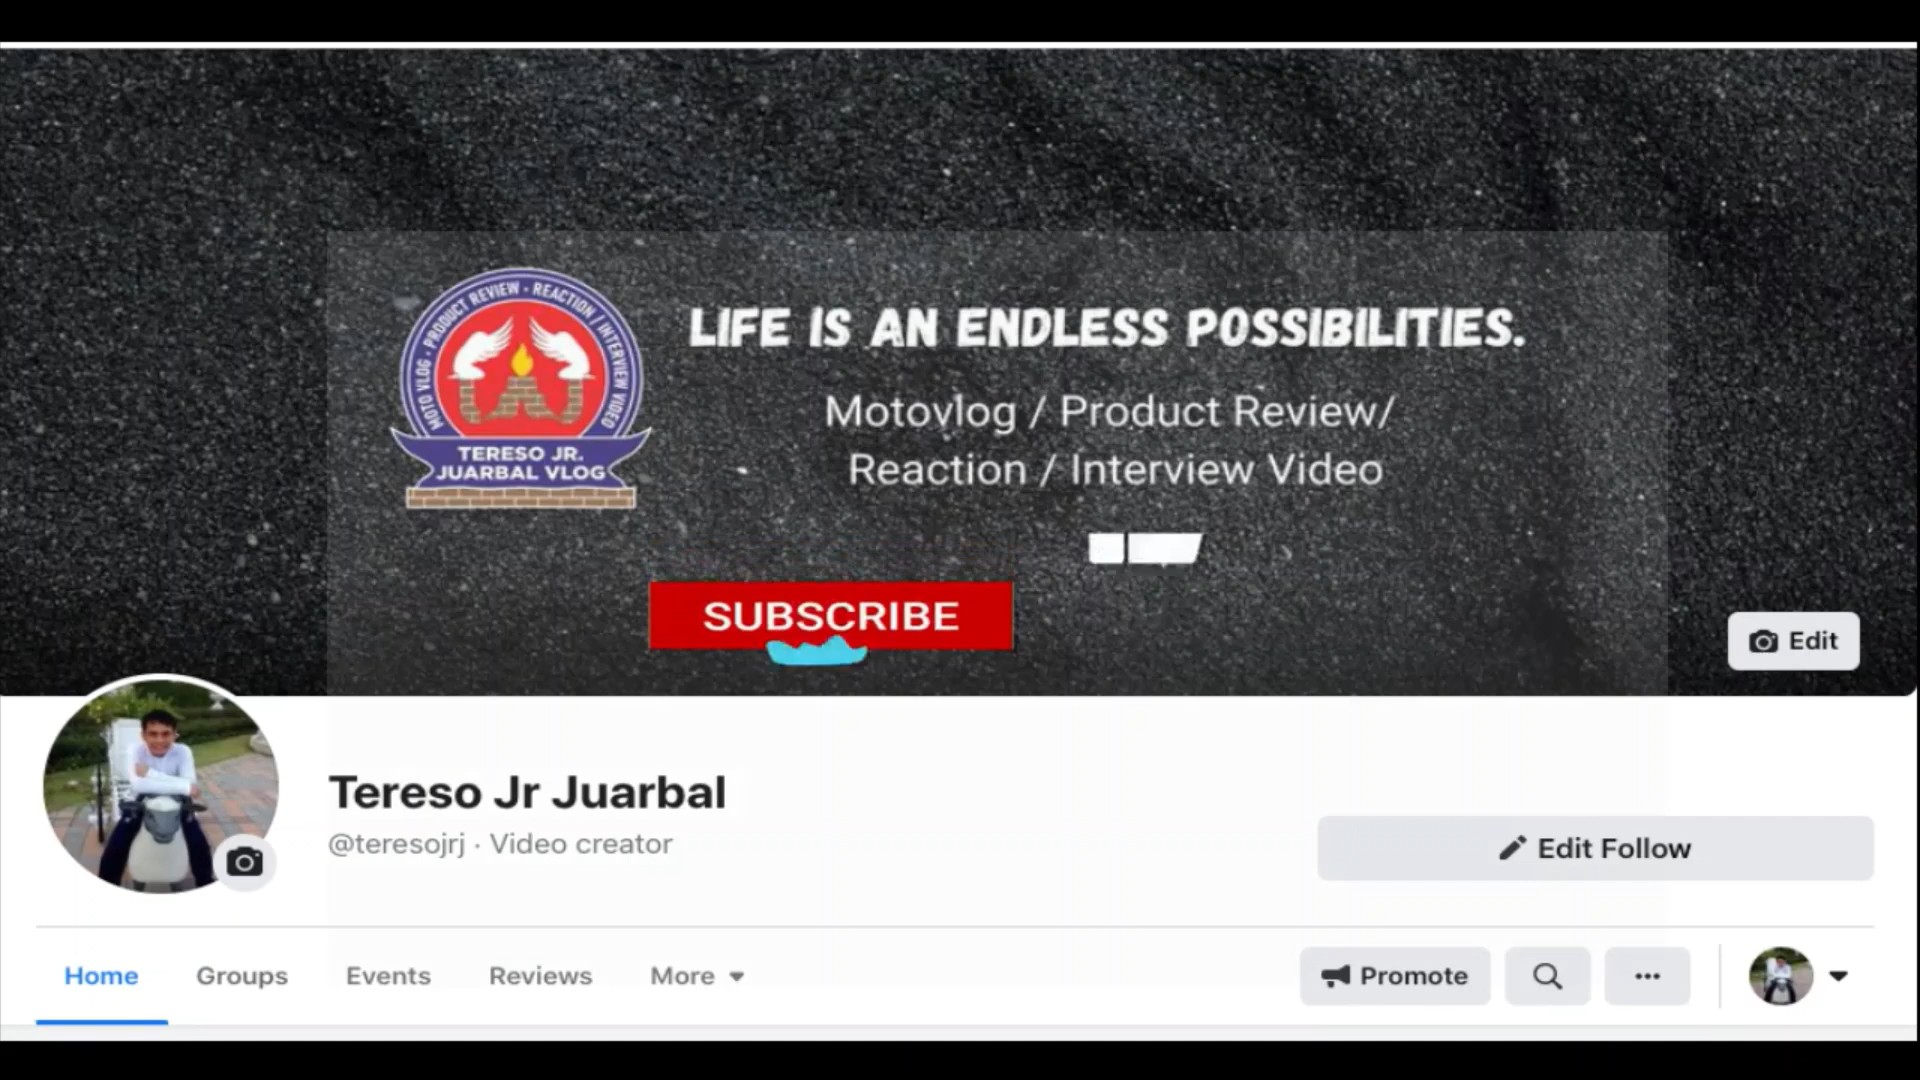 MOTO VLOG · PRODUCT REVIEW · REACTION / INTERVIEW VIDEO
TERESO JR.
JUARBAL VLOG
LIFE IS AN ENDLESS POSSIBILITIES.
Motovlog / Product Review/
Reaction / Interview Video
SUBSCRIBE
Edit
Tereso Jr Juarbal
@teresojrj · Video creator
Edit Follow
Home Groups Events Reviews More
Promote